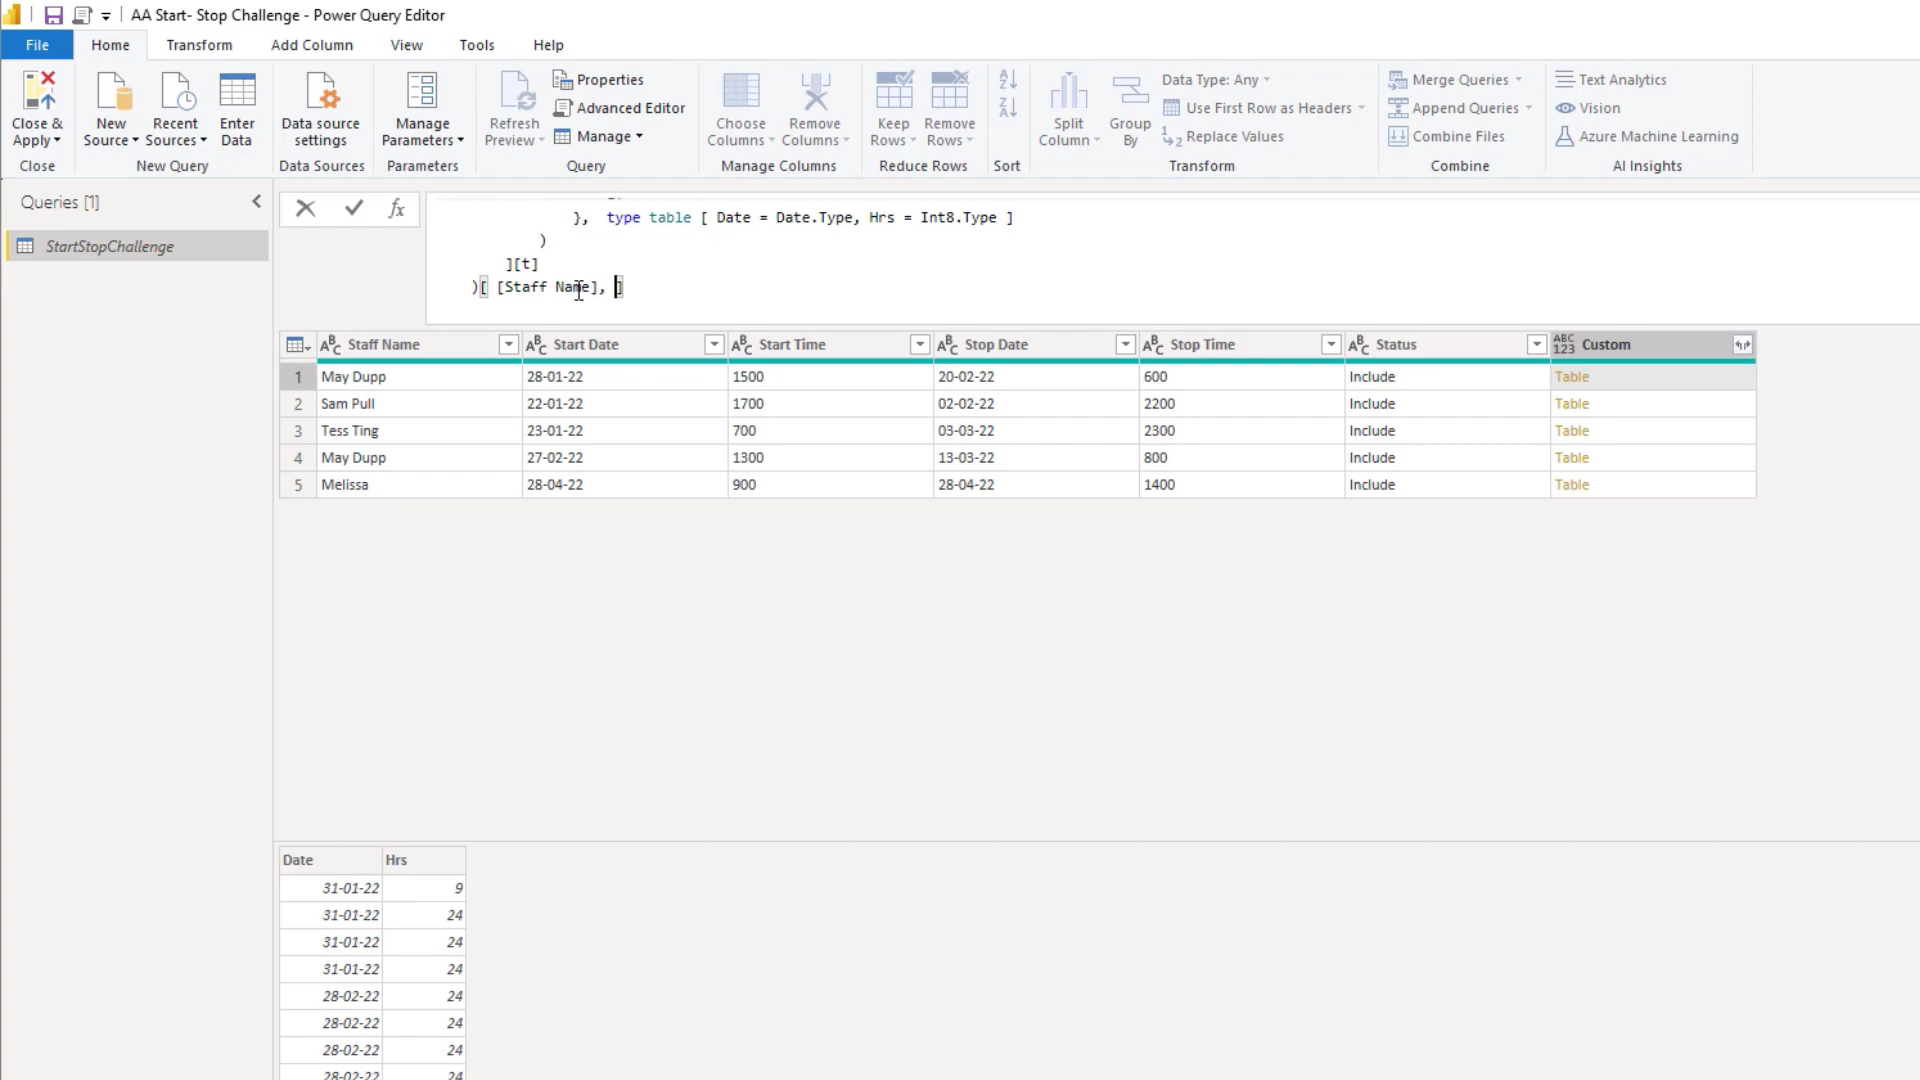 AA Start- Stop Challenge - Power Query Editor
File Home Transform Add Column View Tools Help
Close & Apply
Close
New Source
Recent Sources
Enter Data
New Query
Data source settings
Data Sources
Manage Parameters
Parameters
Refresh Preview
Properties
Advanced Editor
Manage
Query
Choose Columns
Remove Columns
Manage Columns
Keep Rows
Remove Rows
Reduce Rows
Sort
Split Column
Group By
Data Type: Any
Use First Row as Headers
Replace Values
Transform
Merge Queries
Append Queries
Combine Files
Combine
Text Analytics
Vision
Azure Machine Learning
AI Insights
Queries [1]
StartStopChallenge
fx
}, type table [ Date = Date.Type, Hrs = Int8.Type ]
)
][t]
)[ [Staff Name], ]
Staff Name Start Date Start Time Stop Date Stop Time Status Custom
1 May Dupp 28-01-22 1500 20-02-22 600 Include Table
2 Sam Pull 22-01-22 1700 02-02-22 2200 Include Table
3 Tess Ting 23-01-22 700 03-03-22 2300 Include Table
4 May Dupp 27-02-22 1300 13-03-22 800 Include Table
5 Melissa 28-04-22 900 28-04-22 1400 Include Table
Date Hrs
31-01-22 9
31-01-22 24
31-01-22 24
31-01-22 24
28-02-22 24
28-02-22 24
28-02-22 24
28-02-22 24